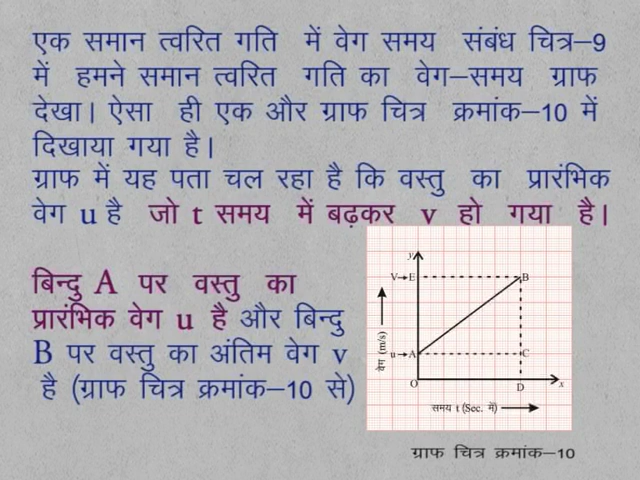 एक समान त्वरित गति में वेग समय संबंध चित्र–9
में हमने समान त्वरित गति का वेग–समय ग्राफ
देखा। ऐसा ही एक और ग्राफ चित्र क्रमांक–10 में
दिखाया गया है।
ग्राफ में यह पता चल रहा है कि वस्तु का प्रारंभिक
वेग u है जो t समय में बढ़कर v हो गया है।
बिन्दु A पर वस्तु का
प्रारंभिक वेग u है और बिन्दु
B पर वस्तु का अंतिम वेग v
है (ग्राफ चित्र क्रमांक–10 से)
y
V→E B
वेग (m/s)
u→A C
O D x
समय t (Sec. में)
ग्राफ चित्र क्रमांक–10